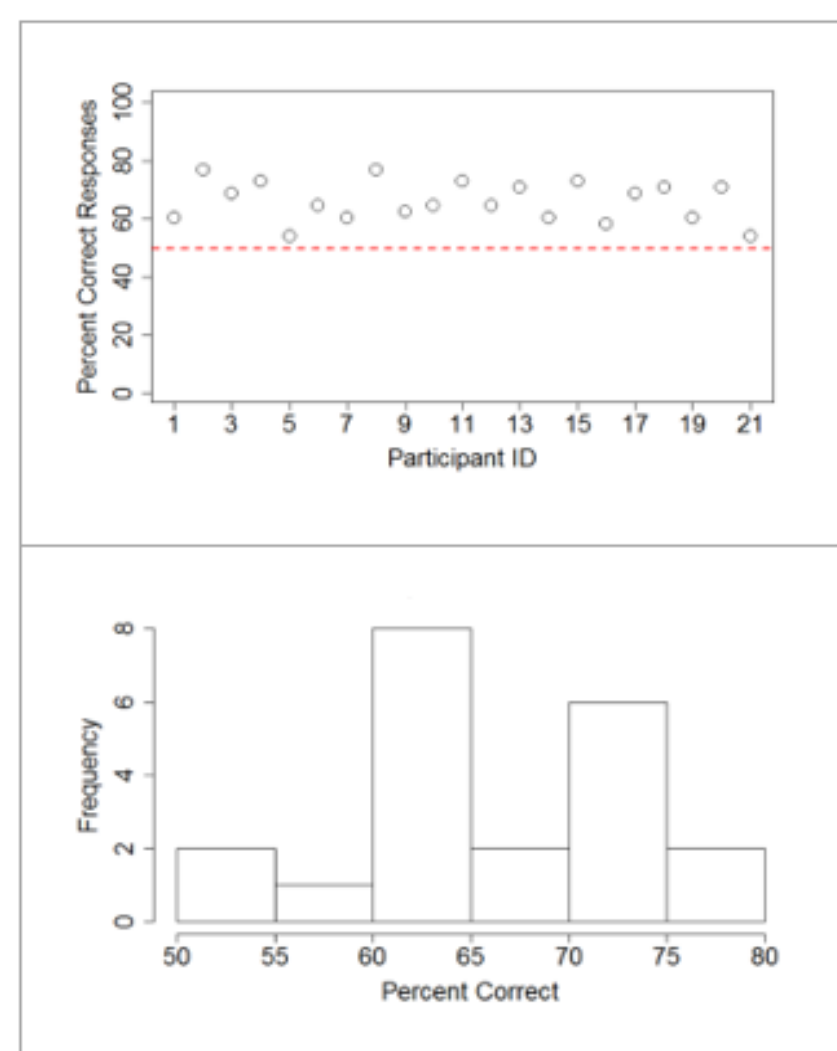 Percent Correct Responses
100
80
60
40
20
0
1 3 5 7 9 11 13 15 17 19 21
Participant ID
Frequency
8
6
4
2
0
50 55 60 65 70 75 80
Percent Correct